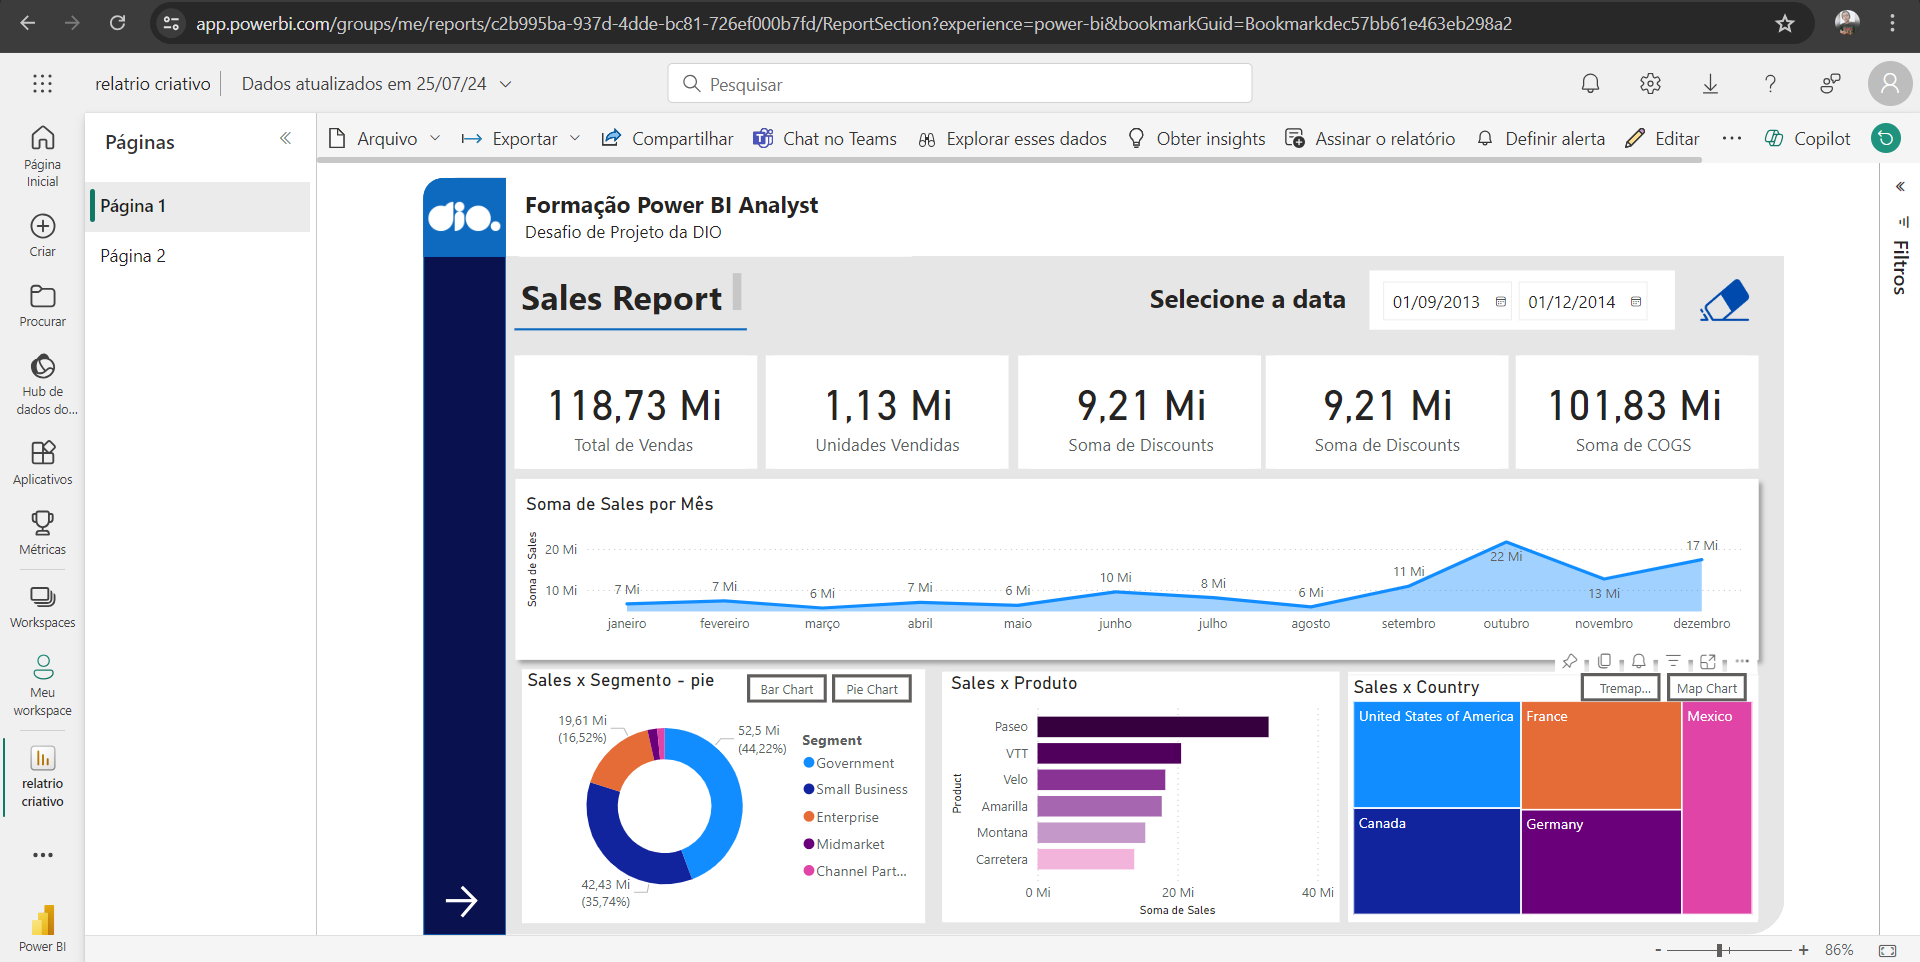 app.powerbi.com/groups/me/reports/c2b995ba-937d-4dde-bc81-726ef000b7fd/ReportSection?experience=power-bi&bookmarkGuid=Bookmarkdec57bb61e463eb298a2
relatrio criativo
Dados atualizados em 25/07/24
Pesquisar
Página
Inicial
Criar
Procurar
Hub de
dados do...
Aplicativos
Métricas
Workspaces
Meu
workspace
relatrio
criativo
Power BI
Páginas
Página 1
Página 2
Arquivo
Exportar
Compartilhar
Chat no Teams
Explorar esses dados
Obter insights
Assinar o relatório
Definir alerta
Editar
Copilot
Filtros
dio.
Formação Power BI Analyst
Desafio de Projeto da DIO
Sales Report
Selecione a data
01/09/2013
01/12/2014
118,73 Mi
Total de Vendas
1,13 Mi
Unidades Vendidas
9,21 Mi
Soma de Discounts
9,21 Mi
Soma de Discounts
101,83 Mi
Soma de COGS
Soma de Sales por Mês
Soma de Sales
20 Mi
10 Mi
7 Mi
7 Mi
6 Mi
7 Mi
6 Mi
10 Mi
8 Mi
6 Mi
11 Mi
22 Mi
13 Mi
17 Mi
janeiro
fevereiro
março
abril
maio
junho
julho
agosto
setembro
outubro
novembro
dezembro
Sales x Segmento - pie
Bar Chart
Pie Chart
19,61 Mi
(16,52%)
52,5 Mi
(44,22%)
42,43 Mi
(35,74%)
Segment
Government
Small Business
Enterprise
Midmarket
Channel Part...
Sales x Produto
Product
Paseo
VTT
Velo
Amarilla
Montana
Carretera
0 Mi
20 Mi
40 Mi
Soma de Sales
Sales x Country
Tremap...
Map Chart
United States of America
France
Mexico
Canada
Germany
- + 86%